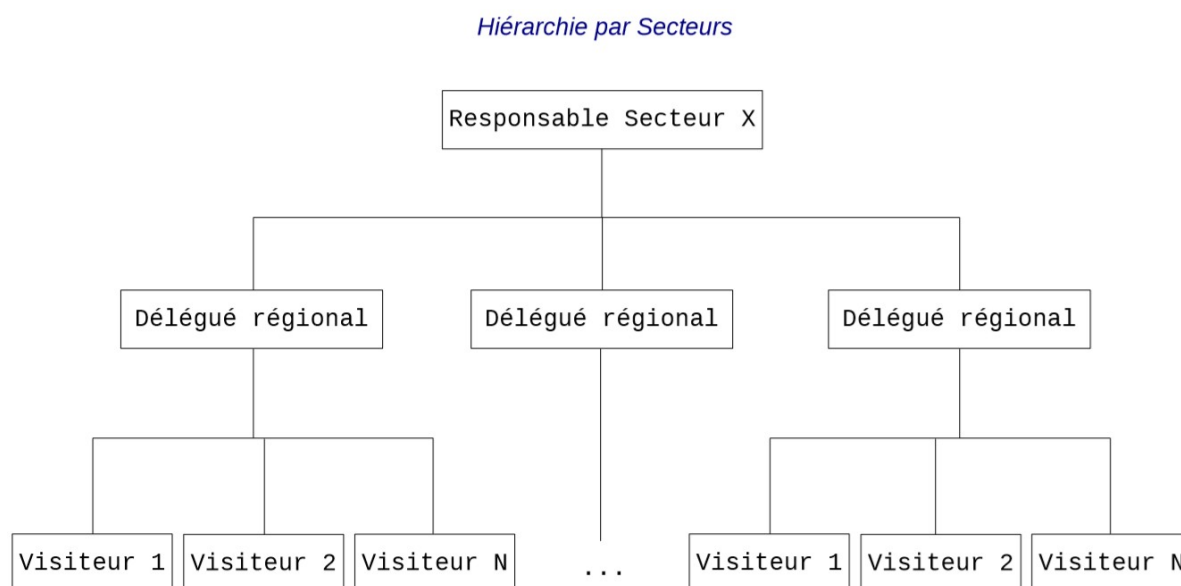 Hiérarchie par Secteurs
Responsable Secteur X
Délégué régional
Délégué régional
Délégué régional
Visiteur 1
Visiteur 2
Visiteur N
...
Visiteur 1
Visiteur 2
Visiteur N